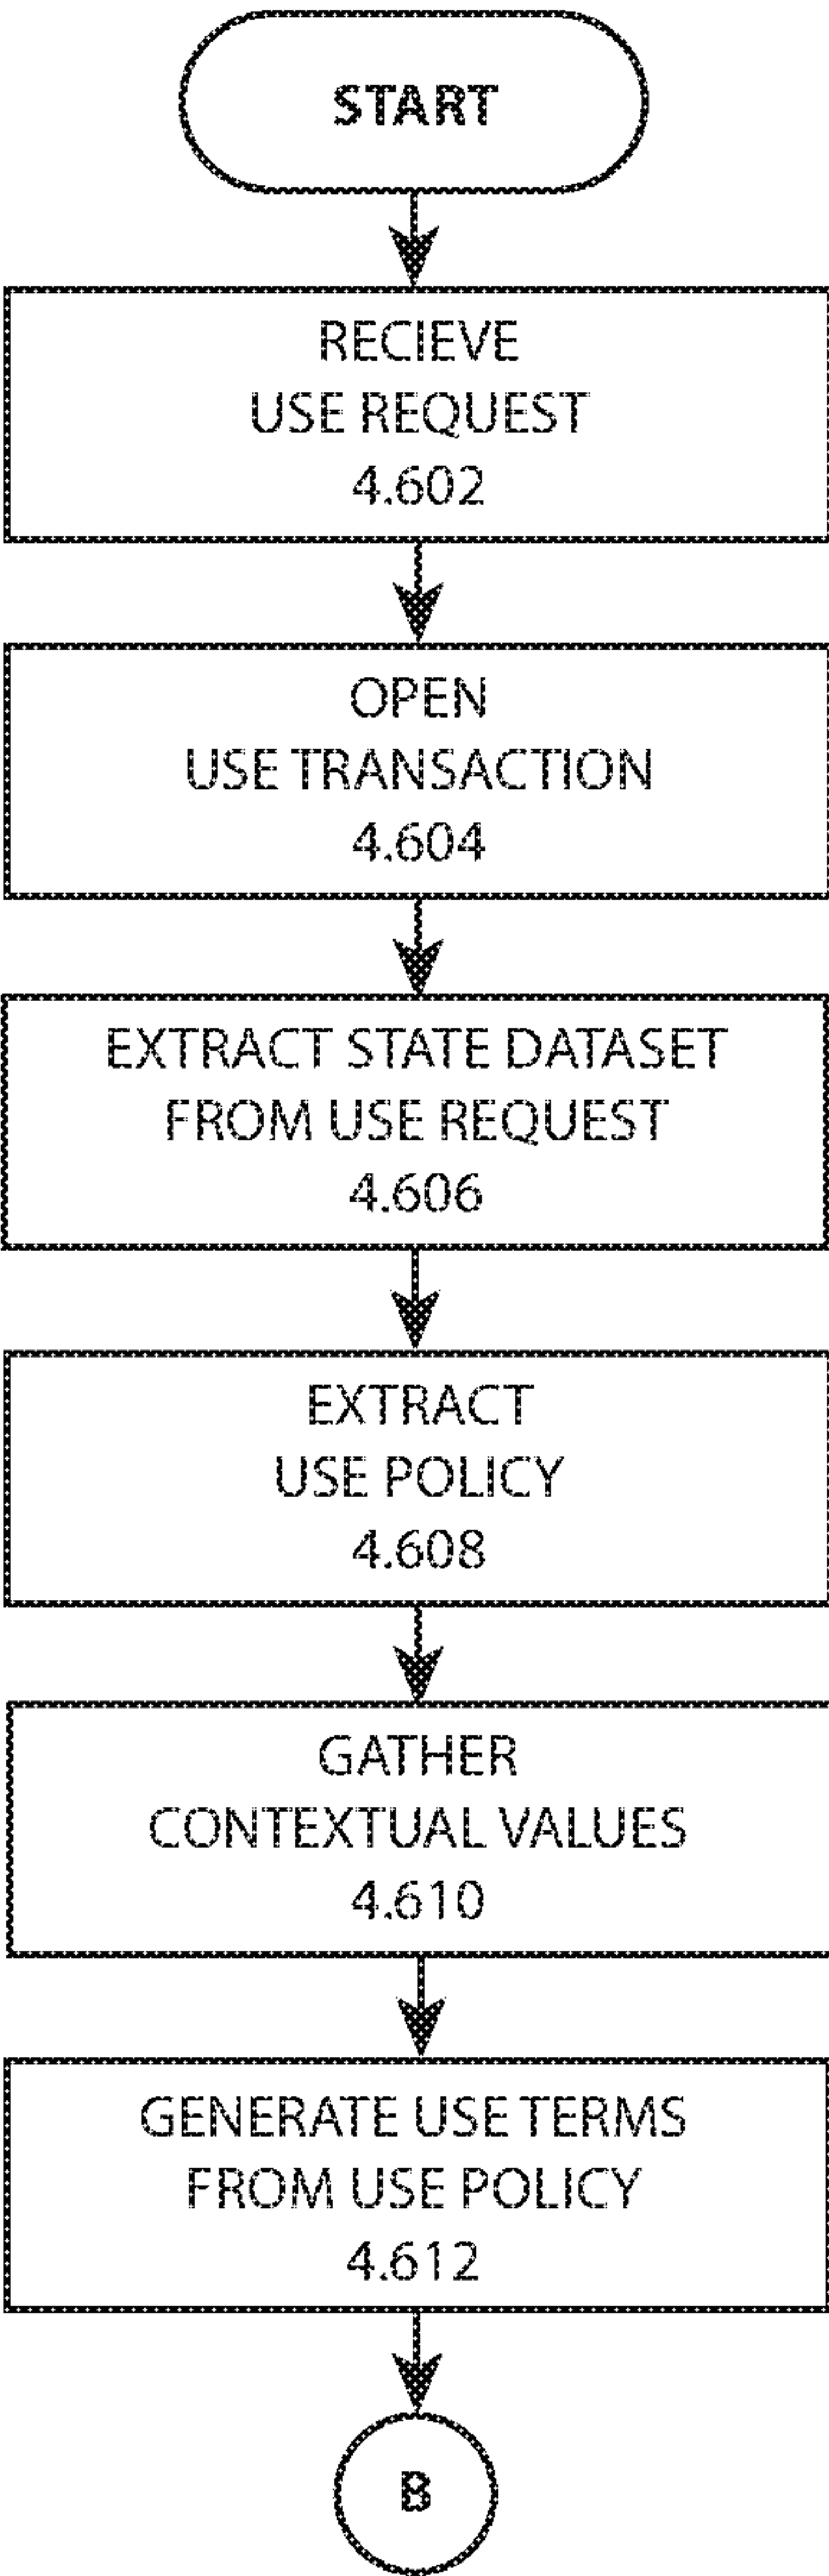 START
RECIEVE
USE REQUEST
4.602
OPEN
USE TRANSACTION
4.604
EXTRACT STATE DATASET
FROM USE REQUEST
4.606
EXTRACT
USE POLICY
4.608
GATHER
CONTEXTUAL VALUES
4.610
GENERATE USE TERMS
FROM USE POLICY
4.612
B